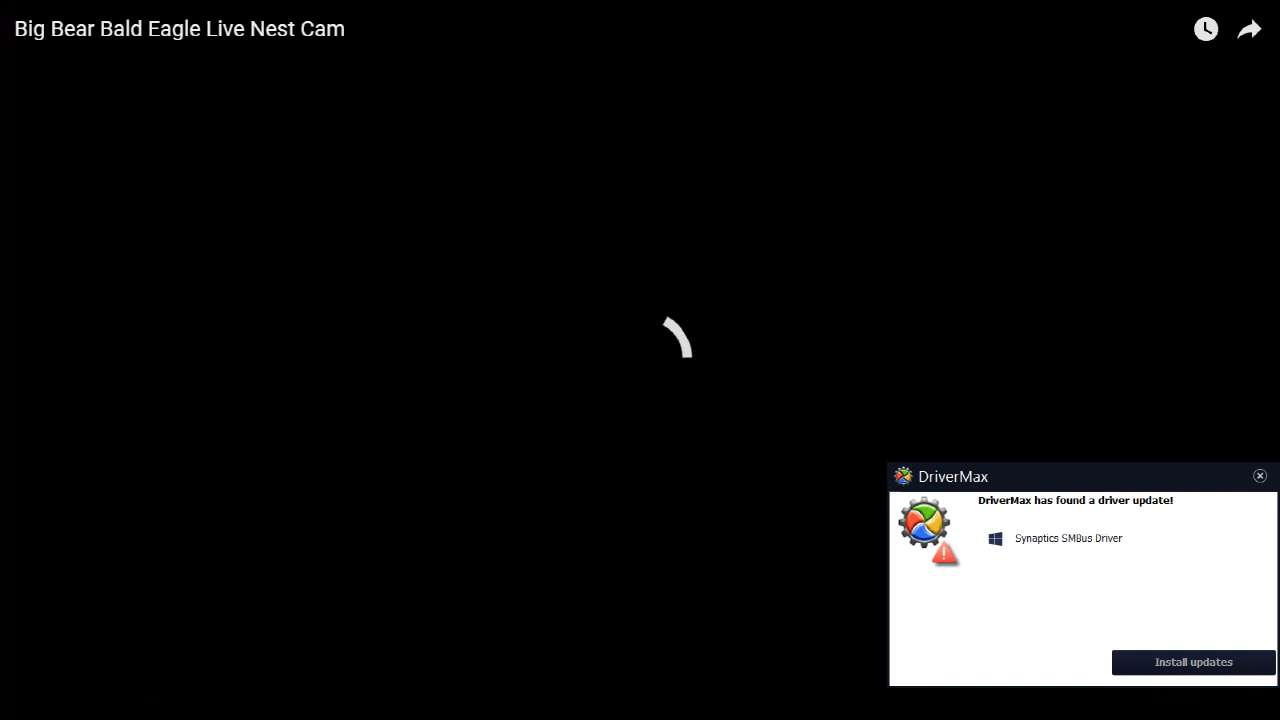 Big Bear Bald Eagle Live Nest Cam
DriverMax
DriverMax has found a driver update!
Synaptics SMBus Driver
Install updates